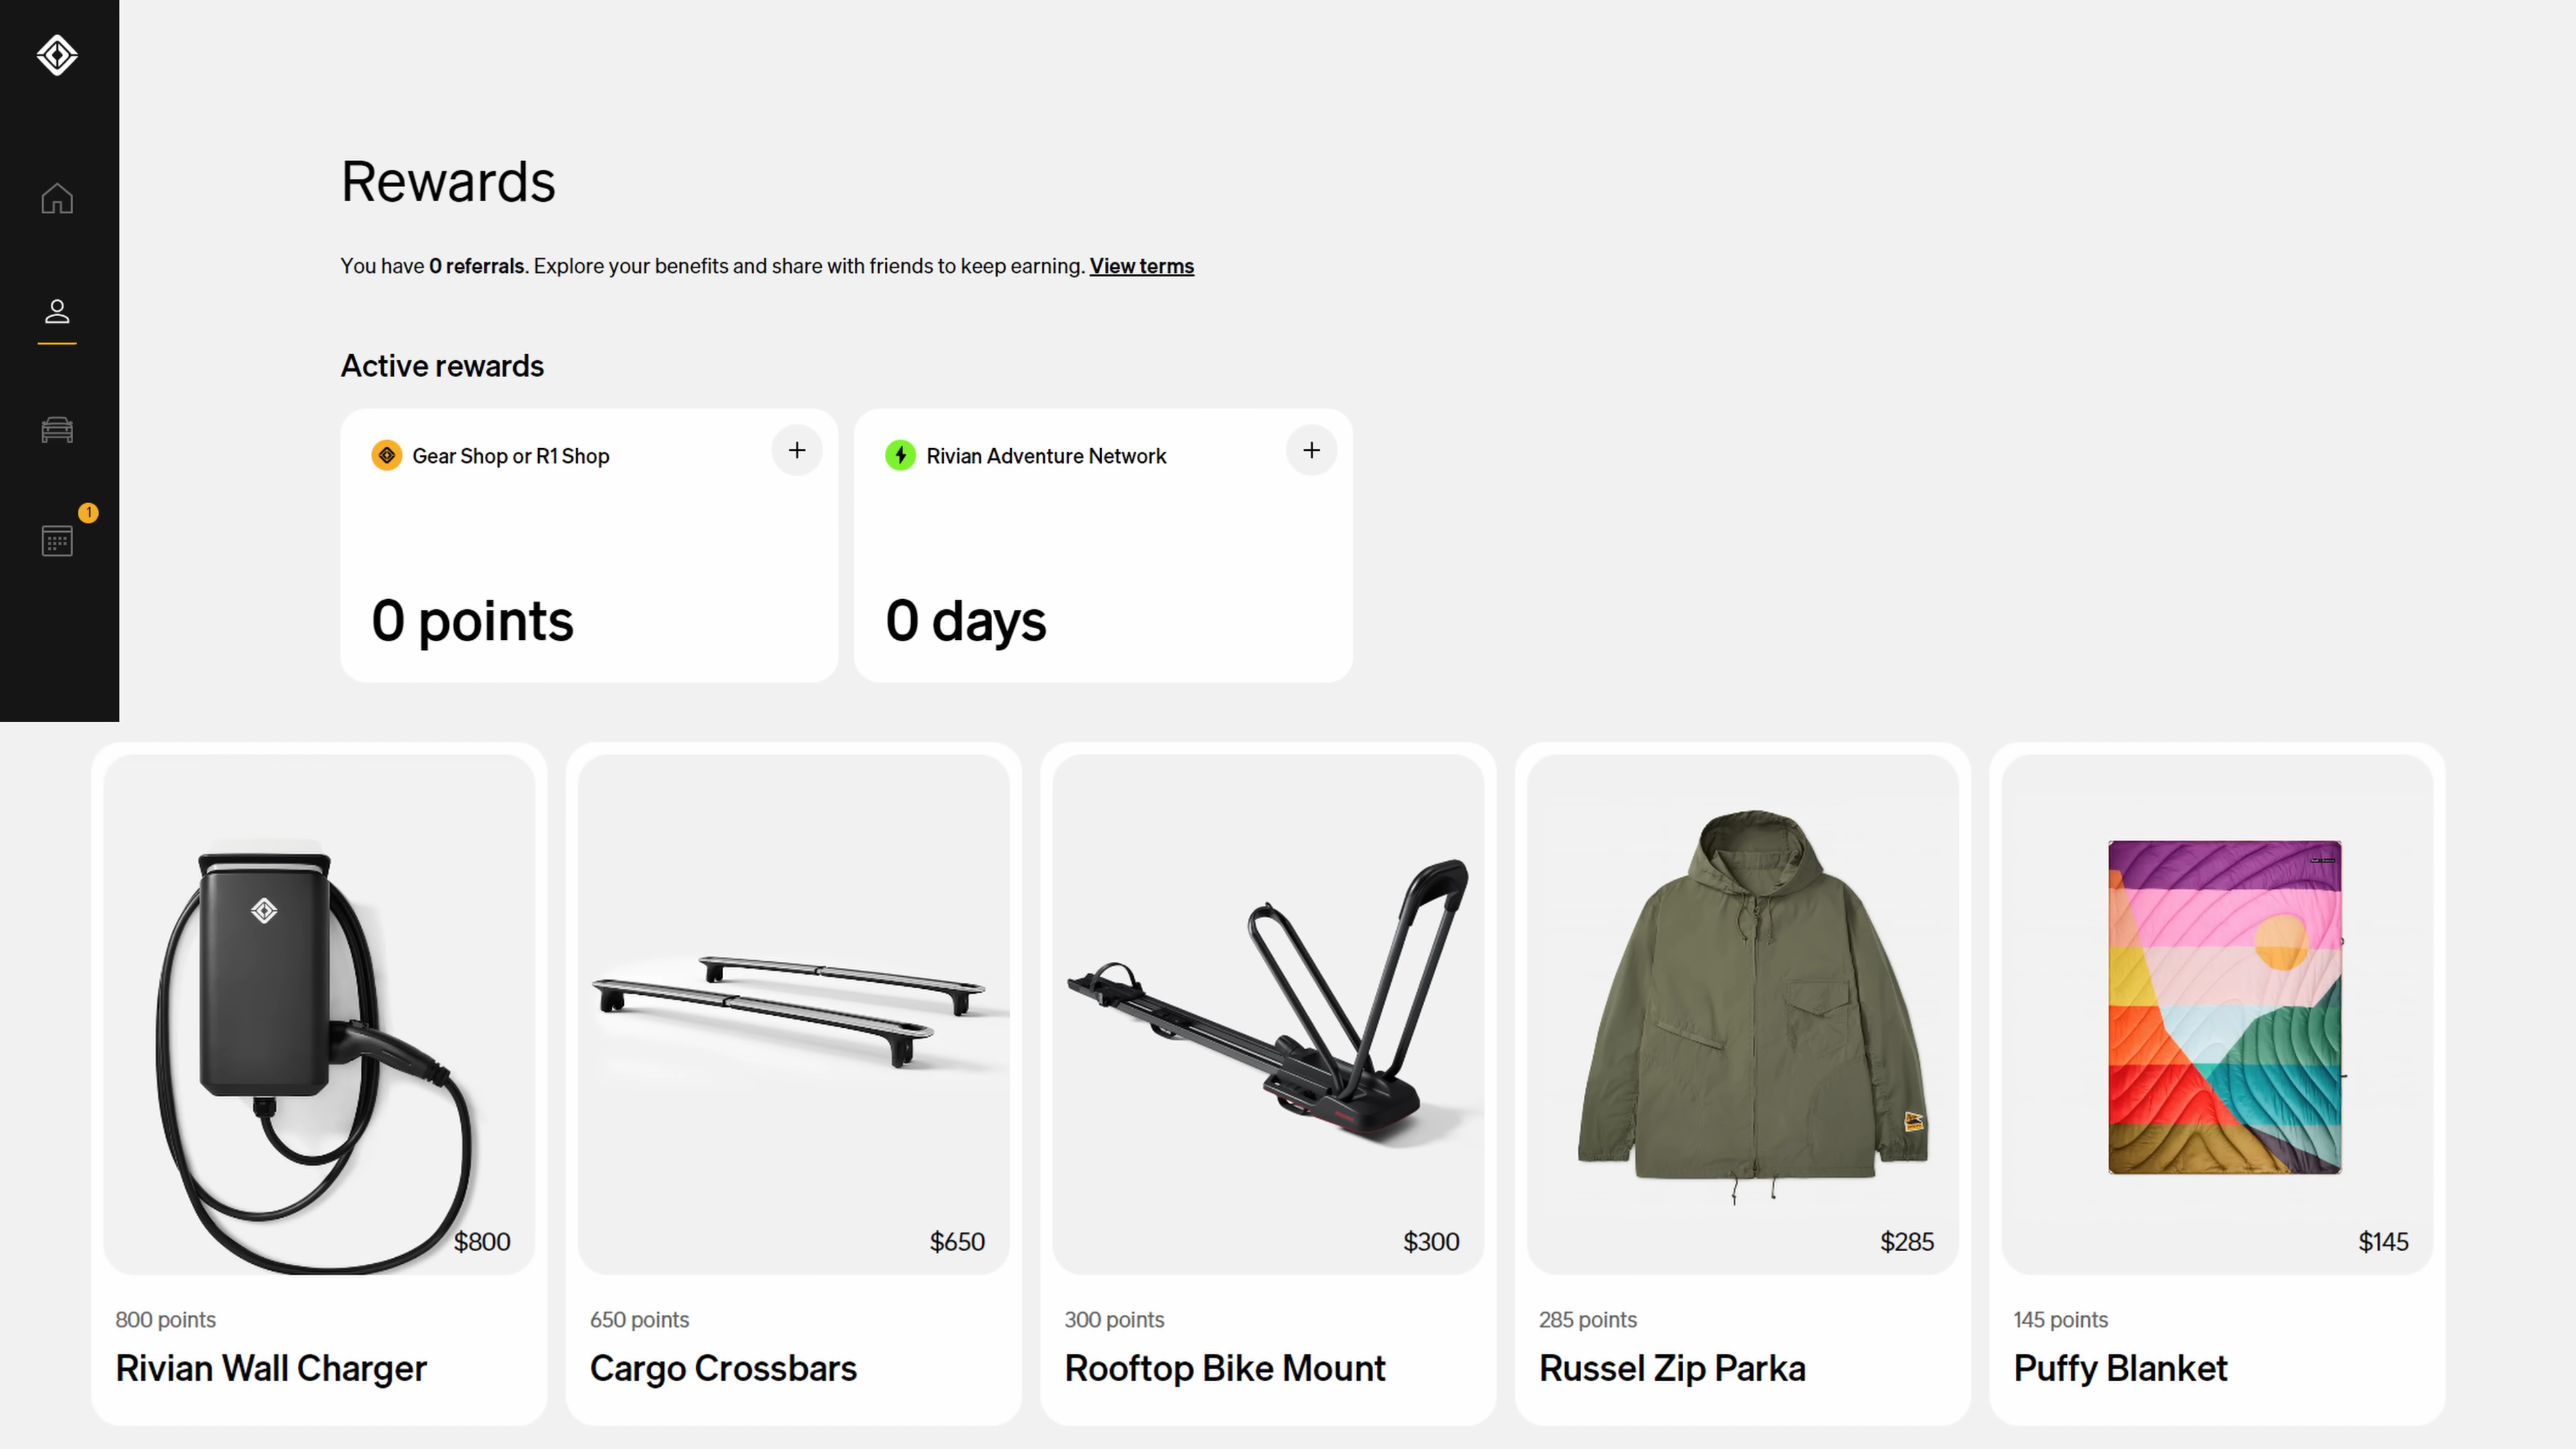 Rewards
You have 0 referrals. Explore your benefits and share with friends to keep earning. View terms
Active rewards
Gear Shop or R1 Shop
Rivian Adventure Network
1
0 points
0 days
$800
$650
$300
$285
$145
800 points
650 points
300 points
285 points
145 points
Rivian Wall Charger
Cargo Crossbars
Rooftop Bike Mount
Russel Zip Parka
Puffy Blanket